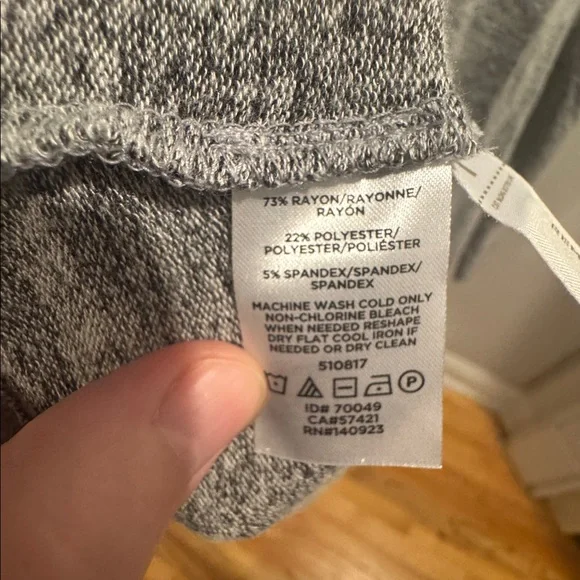 73% RAYON/RAYONNE/
RAYÓN
22% POLYESTER/
POLYESTER/POLIÉSTER
5% SPANDEX/SPANDEX/
SPANDEX
MACHINE WASH COLD ONLY
NON-CHLORINE BLEACH
WHEN NEEDED RESHAPE
DRY FLAT COOL IRON IF
NEEDED OR DRY CLEAN
510817
P
ID# 70049
CA#57421
RN#140923